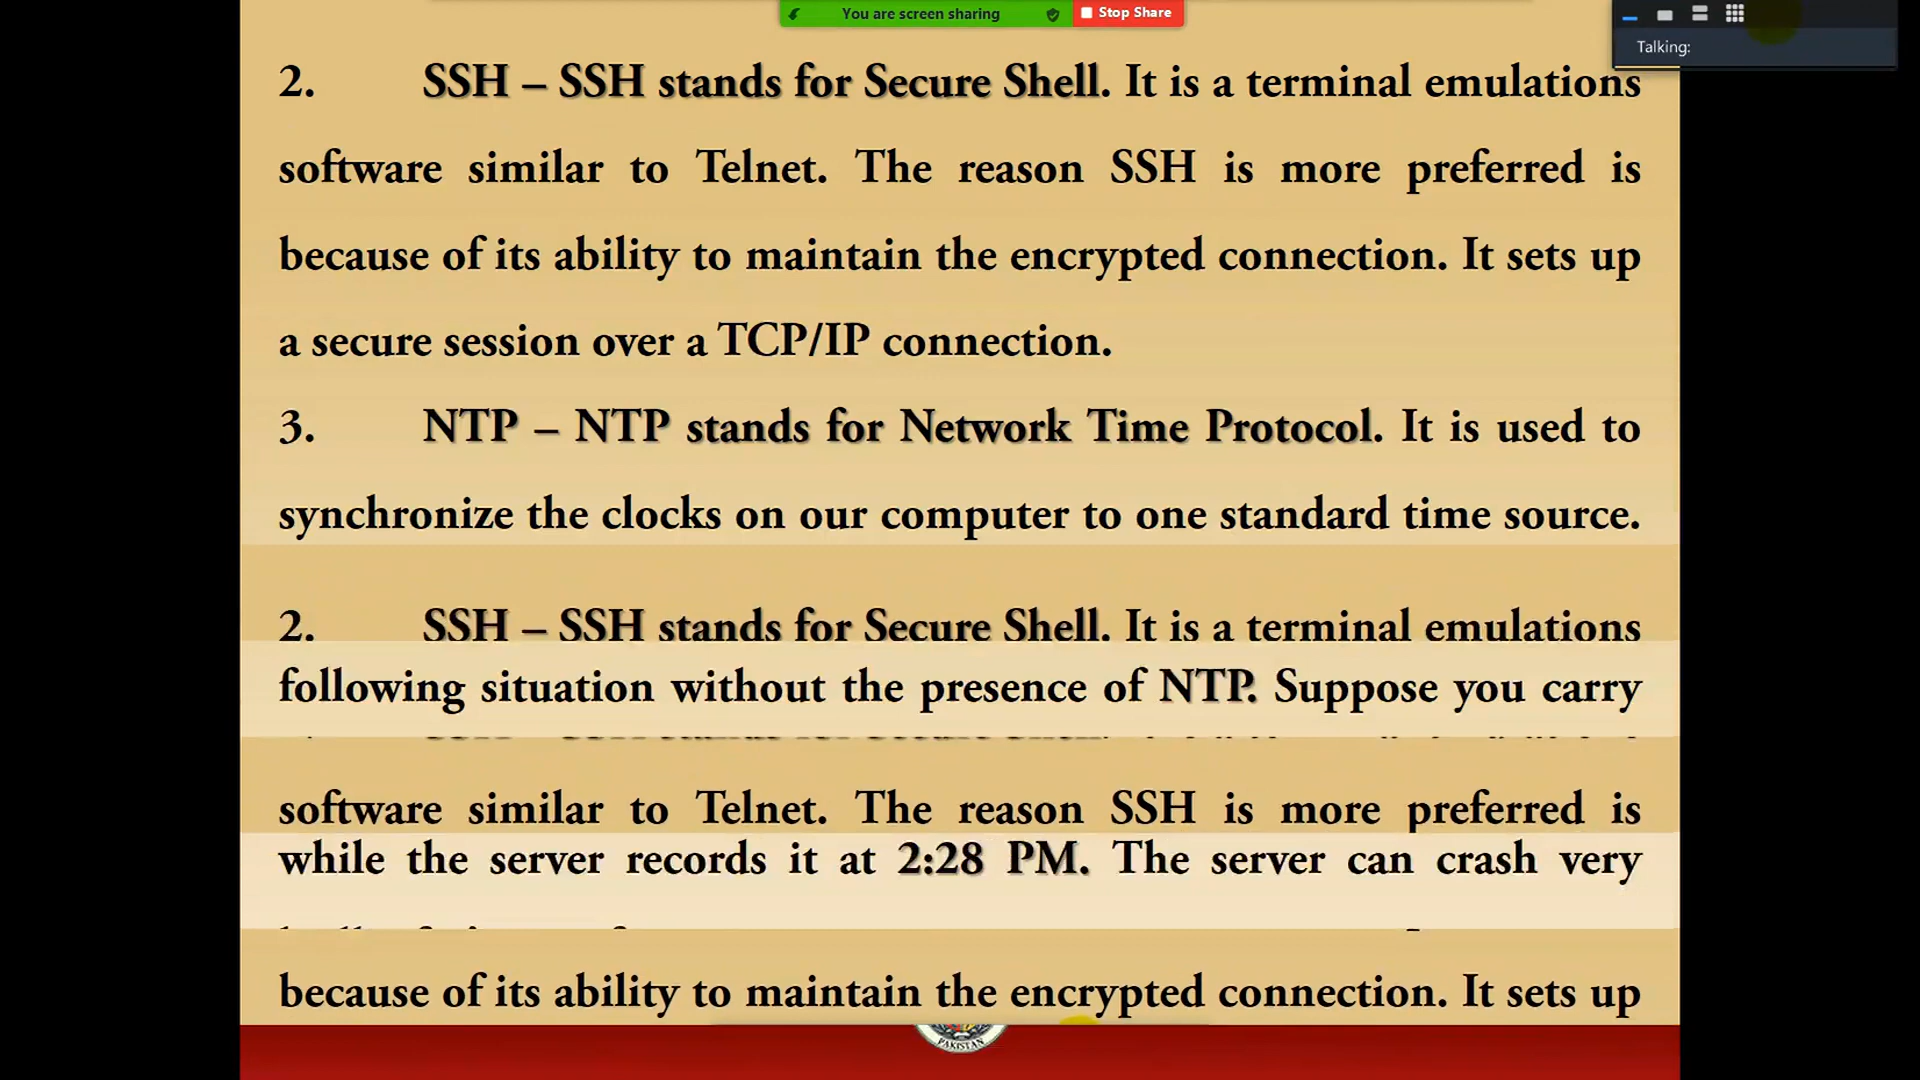 You are screen sharing
Stop Share
Talking:
2. SSH – SSH stands for Secure Shell. It is a terminal emulations
software similar to Telnet. The reason SSH is more preferred is
because of its ability to maintain the encrypted connection. It sets up
a secure session over a TCP/IP connection.
3. NTP – NTP stands for Network Time Protocol. It is used to
synchronize the clocks on our computer to one standard time source.
2. SSH – SSH stands for Secure Shell. It is a terminal emulations
following situation without the presence of NTP. Suppose you carry
software similar to Telnet. The reason SSH is more preferred is
while the server records it at 2:28 PM. The server can crash very
because of its ability to maintain the encrypted connection. It sets up
PAKISTAN